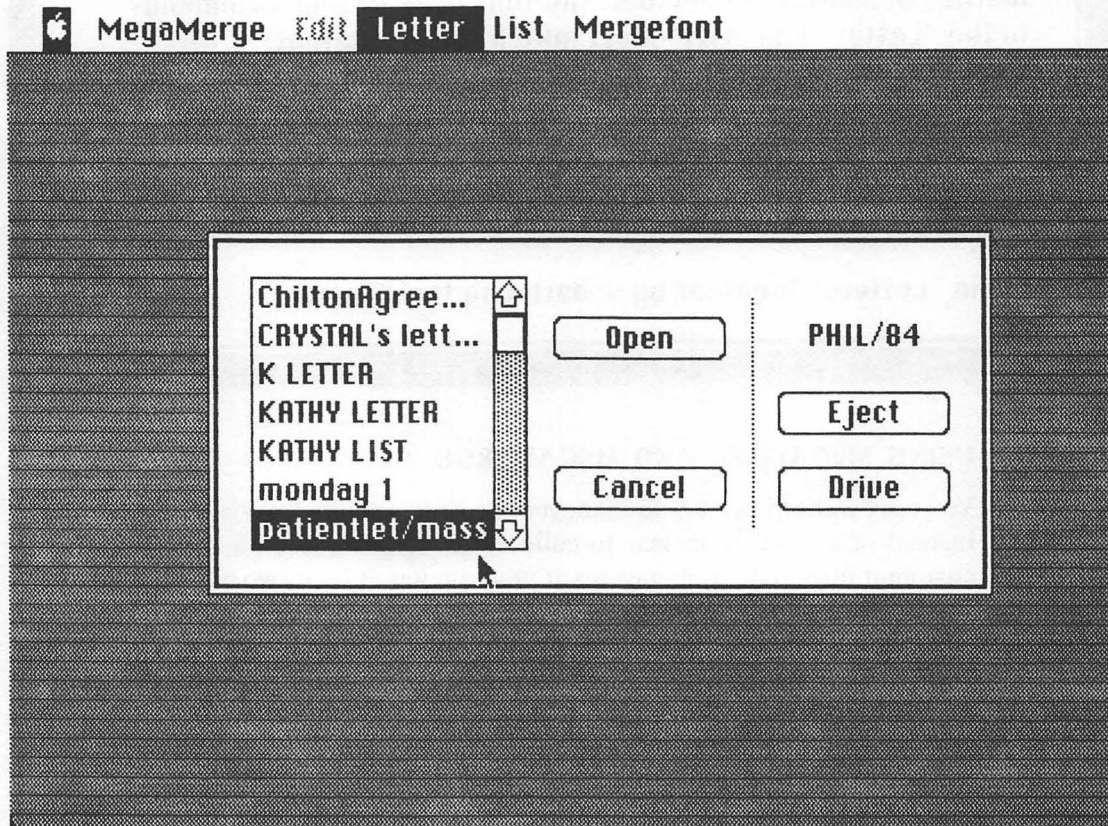 MegaMerge Edit Letter List Mergefont
ChiltonAgree...
CRYSTAL's lett...
K LETTER
KATHY LETTER
KATHY LIST
monday 1
patientlet/mass
Open
Cancel
PHIL/84
Eject
Drive